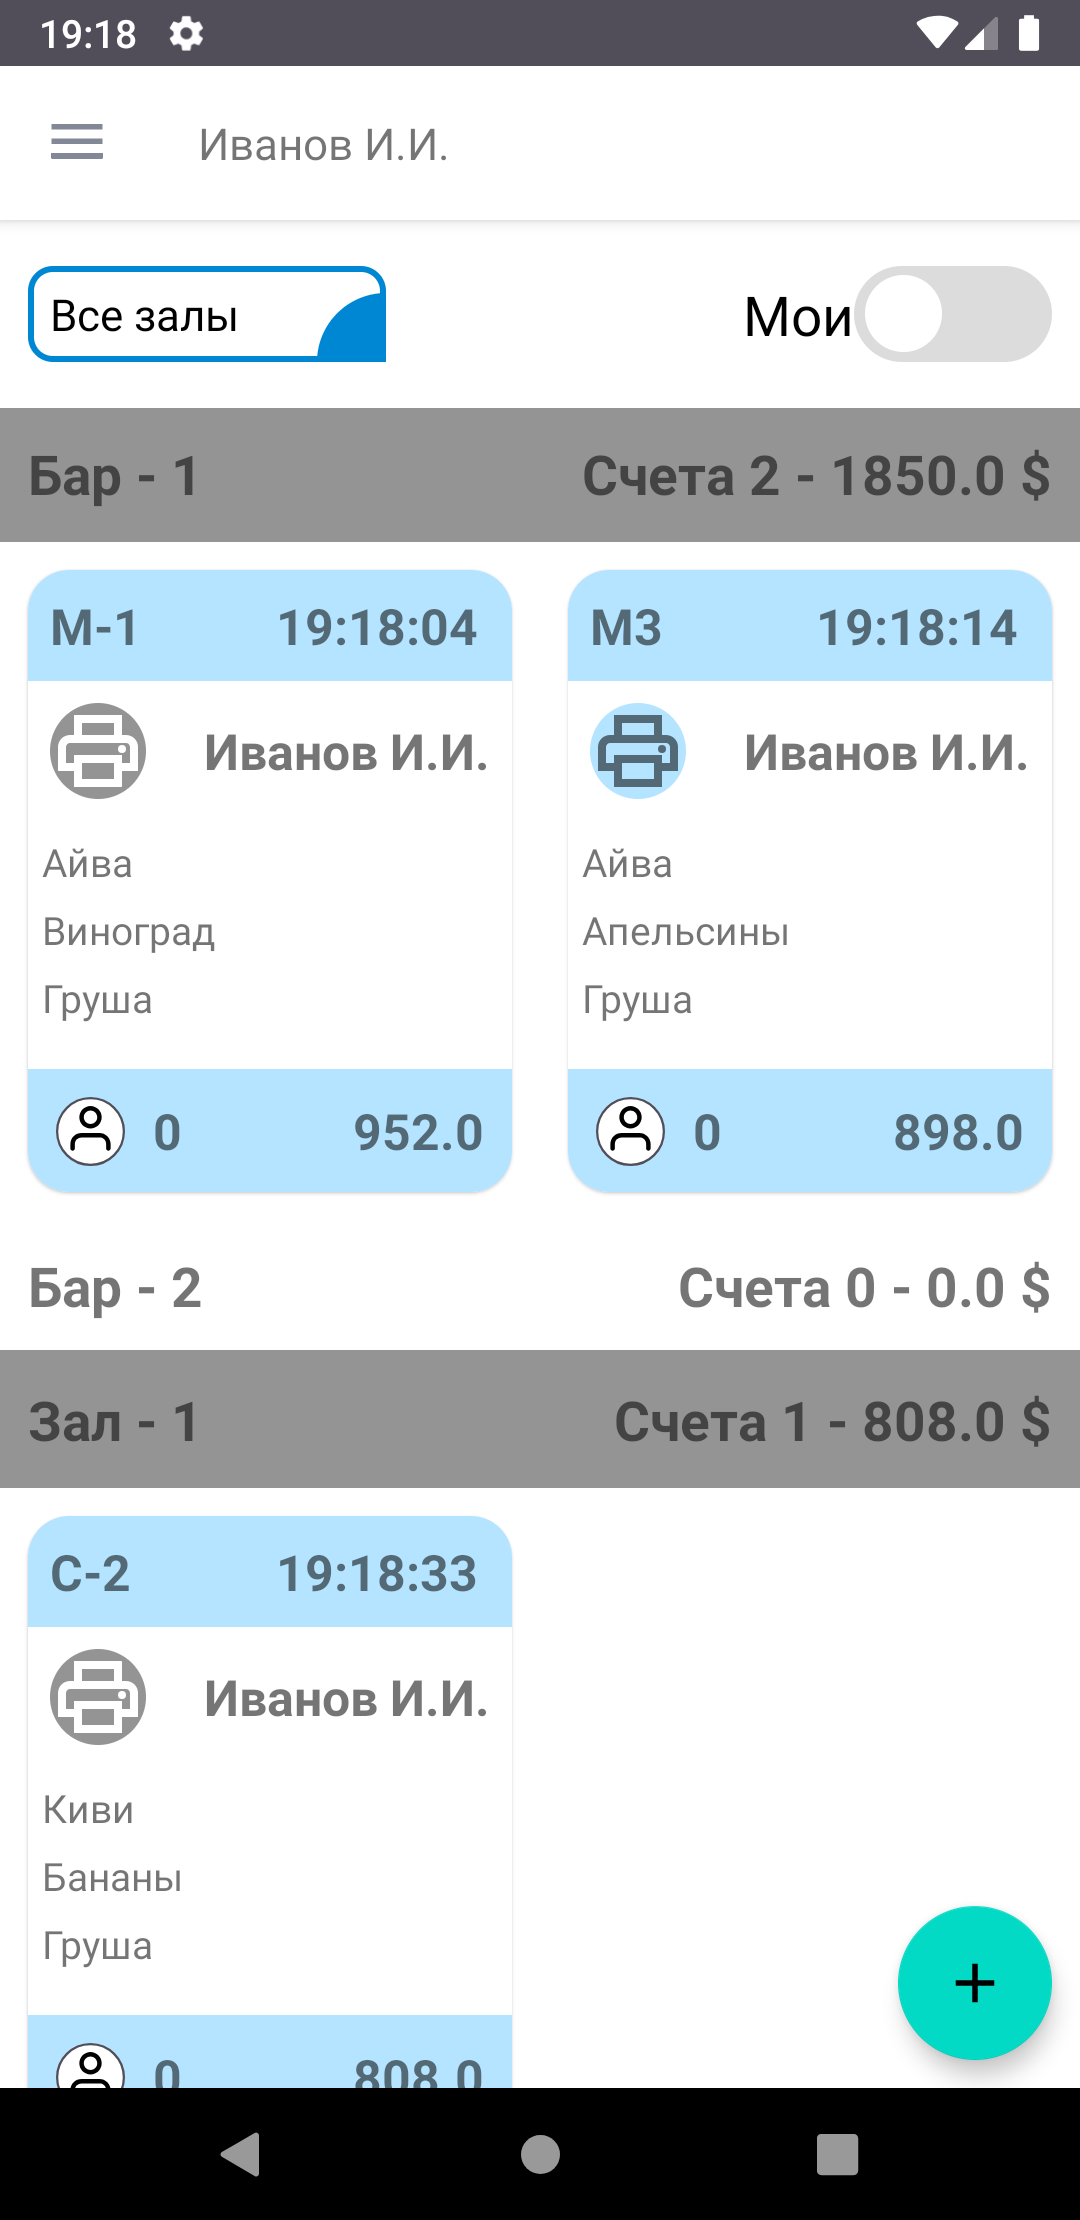 19:18
Иванов И.И.
Все залы
Мои
Бар - 1 Счета 2 - 1850.0 $
М-1 19:18:04
М3 19:18:14
Иванов И.И.
Иванов И.И.
Айва
Виноград
Груша
Айва
Апельсины
Груша
0 952.0
0 898.0
Бар - 2 Счета 0 - 0.0 $
Зал - 1 Счета 1 - 808.0 $
С-2 19:18:33
Иванов И.И.
Киви
Бананы
Груша
0 808.0